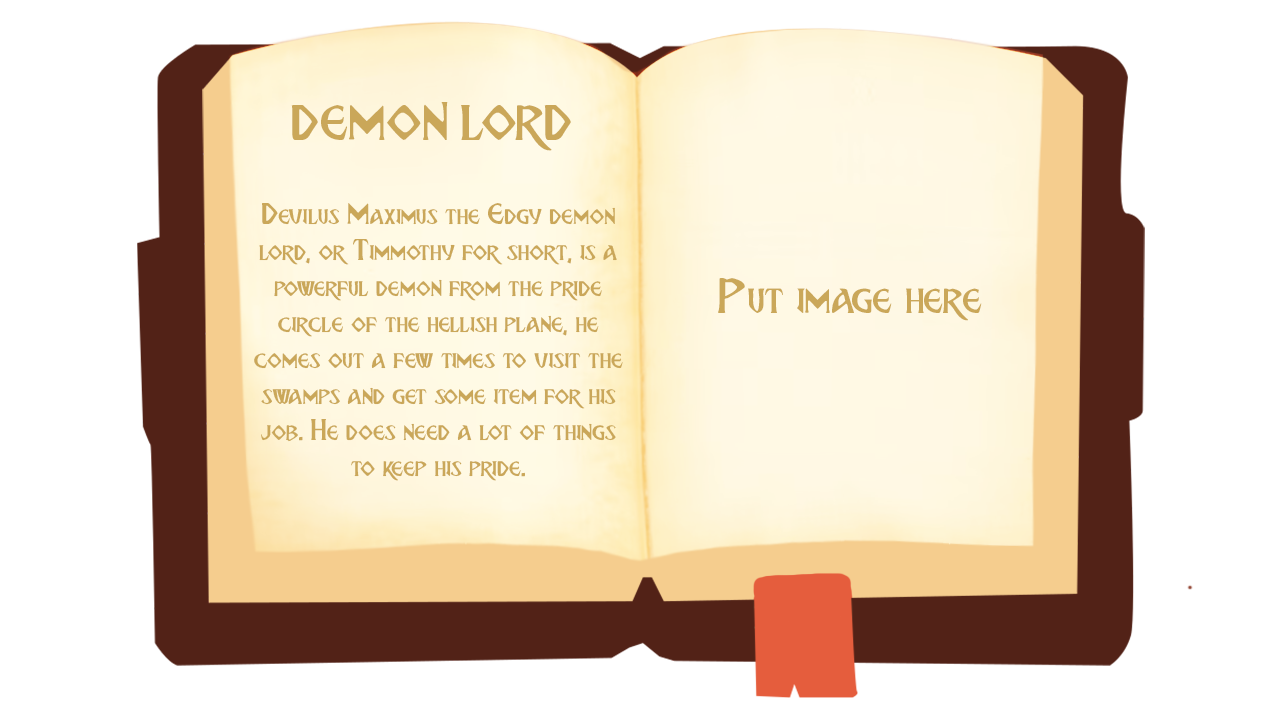 DEMON LORD
Devilus Maximus the Edgy demon
lord, or Timmothy for short, is a
powerful demon from the pride
circle of the hellish plane, he
comes out a few times to visit the
swamps and get some item for his
job. He does need a lot of things
to keep his pride.
Put image here